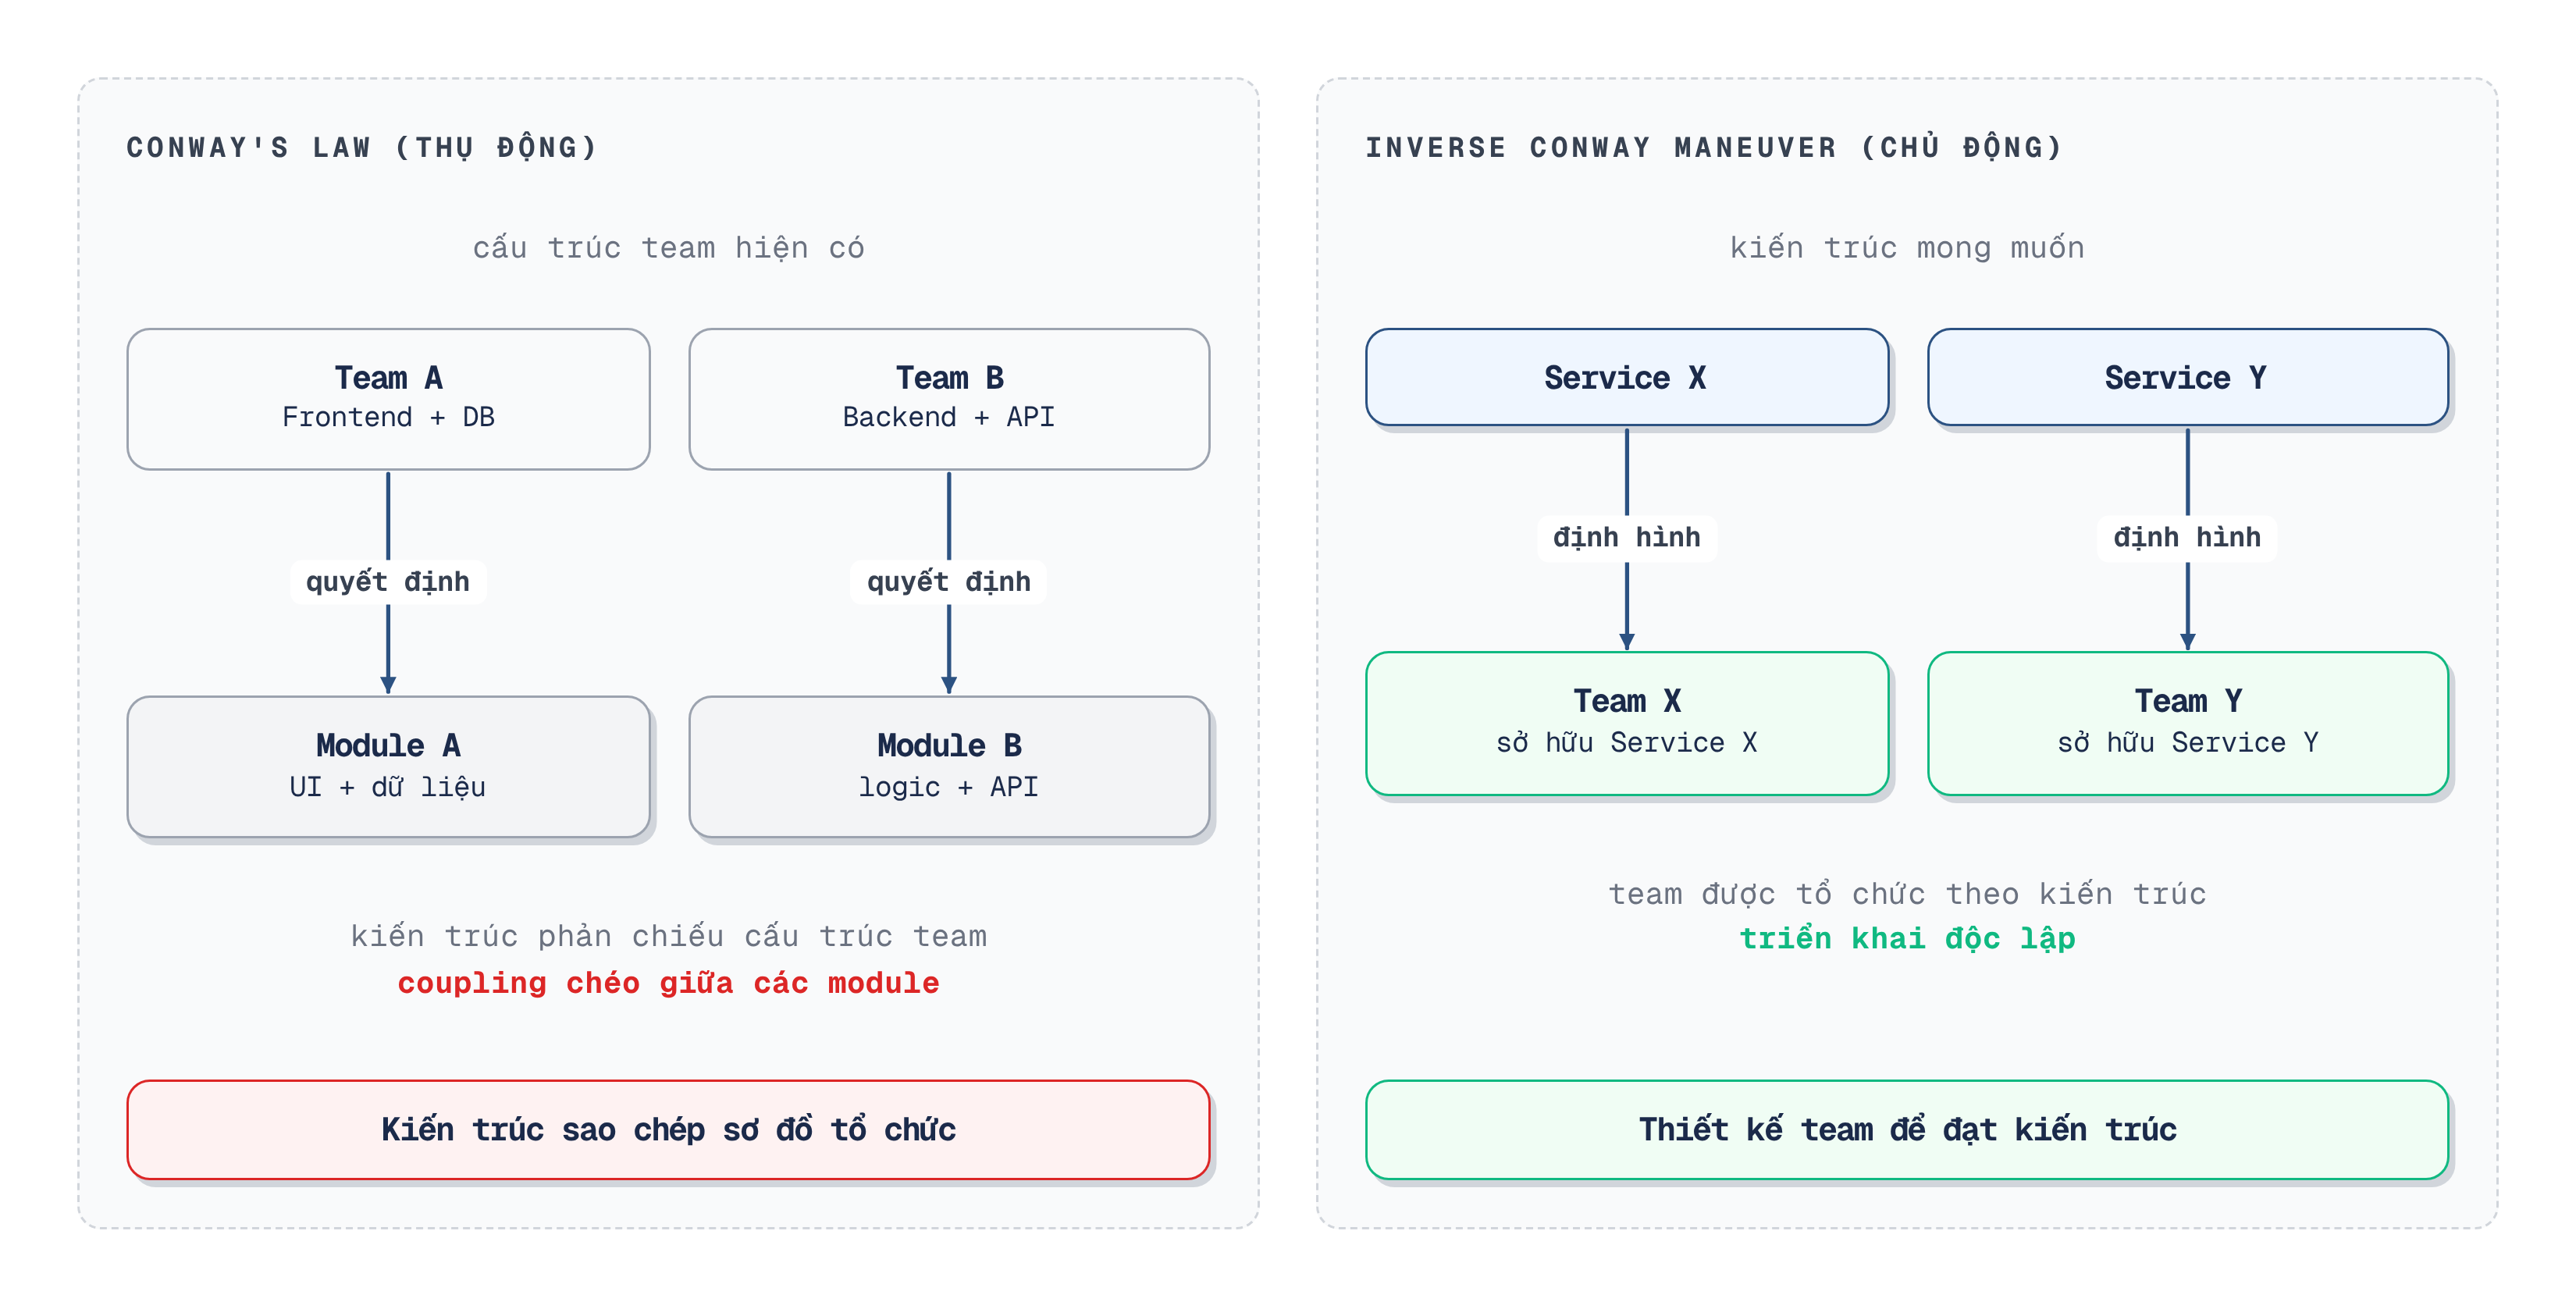 CONWAY'S LAW (THỤ ĐỘNG)
cấu trúc team hiện có
Team A
Frontend + DB
Team B
Backend + API
quyết định
quyết định
Module A
UI + dữ liệu
Module B
logic + API
kiến trúc phản chiếu cấu trúc team
coupling chéo giữa các module
Kiến trúc sao chép sơ đồ tổ chức
INVERSE CONWAY MANEUVER (CHỦ ĐỘNG)
kiến trúc mong muốn
Service X
Service Y
định hình
định hình
Team X
sở hữu Service X
Team Y
sở hữu Service Y
team được tổ chức theo kiến trúc
triển khai độc lập
Thiết kế team để đạt kiến trúc